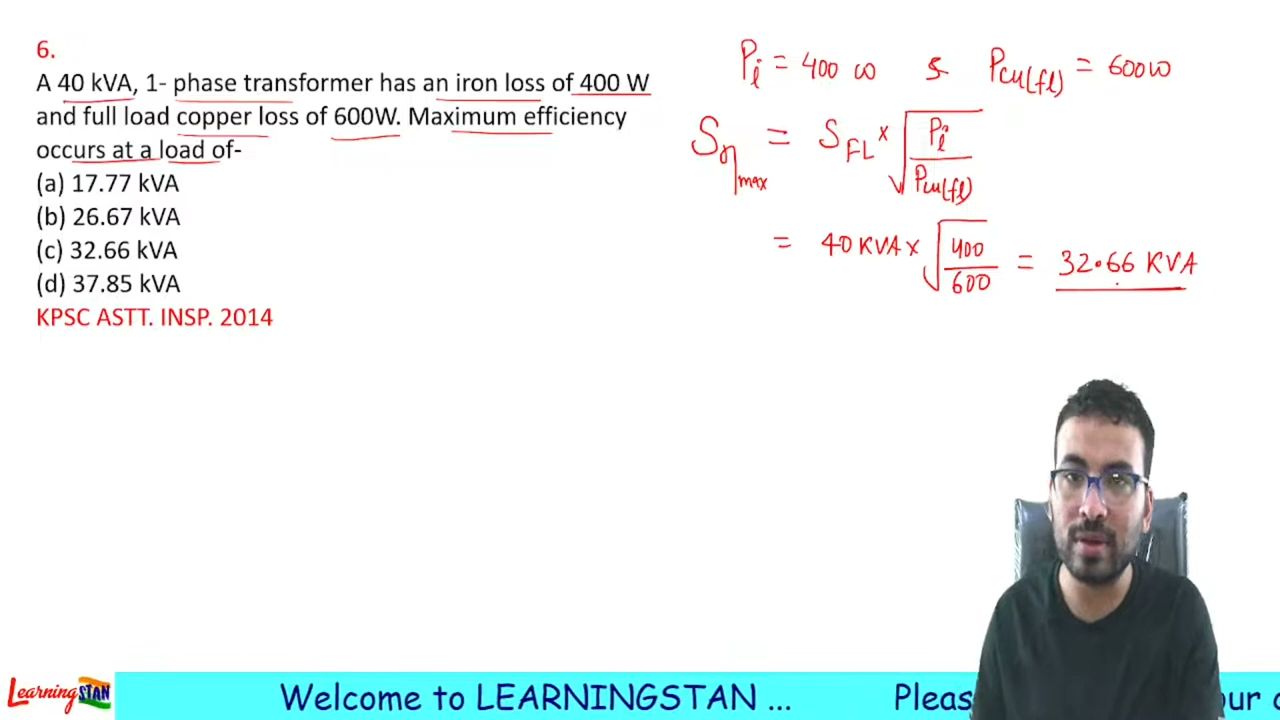 6.
A 40 kVA, 1- phase transformer has an iron loss of 400 W
and full load copper loss of 600W. Maximum efficiency
occurs at a load of-
(a) 17.77 kVA
(b) 26.67 kVA
(c) 32.66 kVA
(d) 37.85 kVA
KPSC ASTT. INSP. 2014
Pi = 400 W & Pcu(fl) = 600W
Sηmax = SFL × √(Pi / Pcu(fl))
= 40 KVA × √(400 / 600) = 32.66 KVA
Learning STAN
Welcome to LEARNINGSTAN ... Pleas our